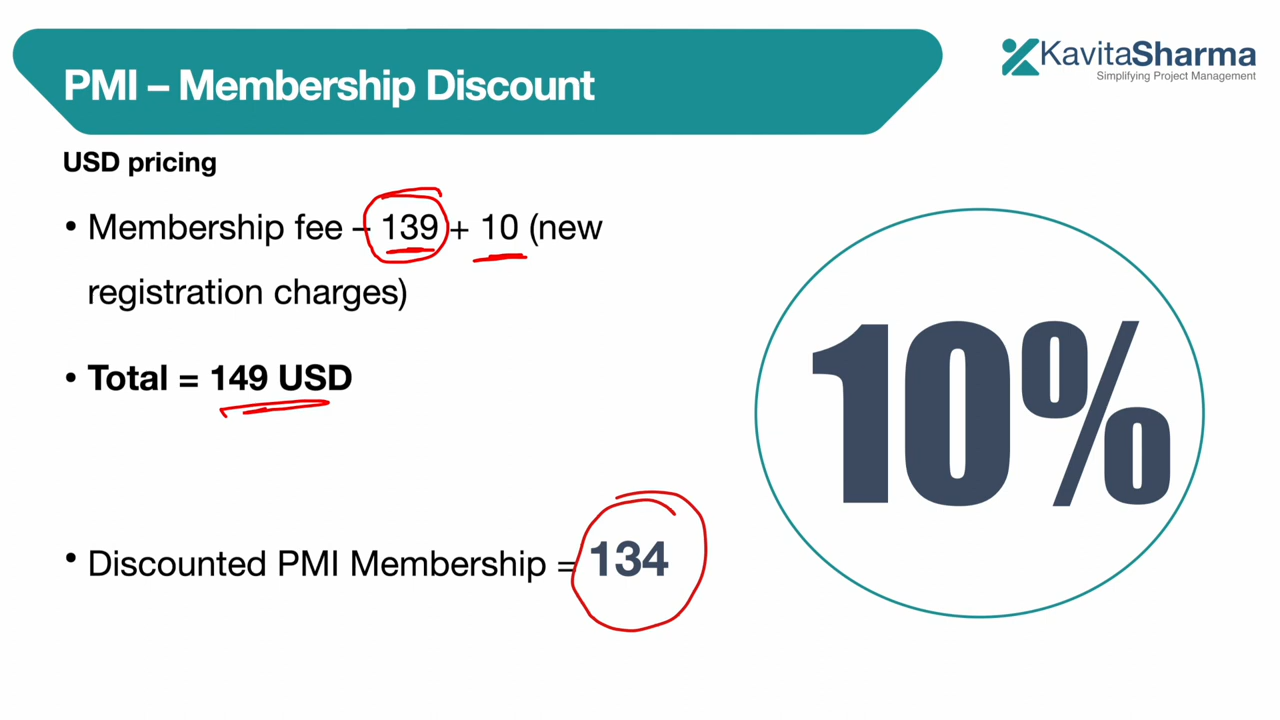 PMI – Membership Discount
KavitaSharma
Simplifying Project Management
USD pricing
• Membership fee – 139 + 10 (new
registration charges)
• Total = 149 USD
10%
• Discounted PMI Membership = 134